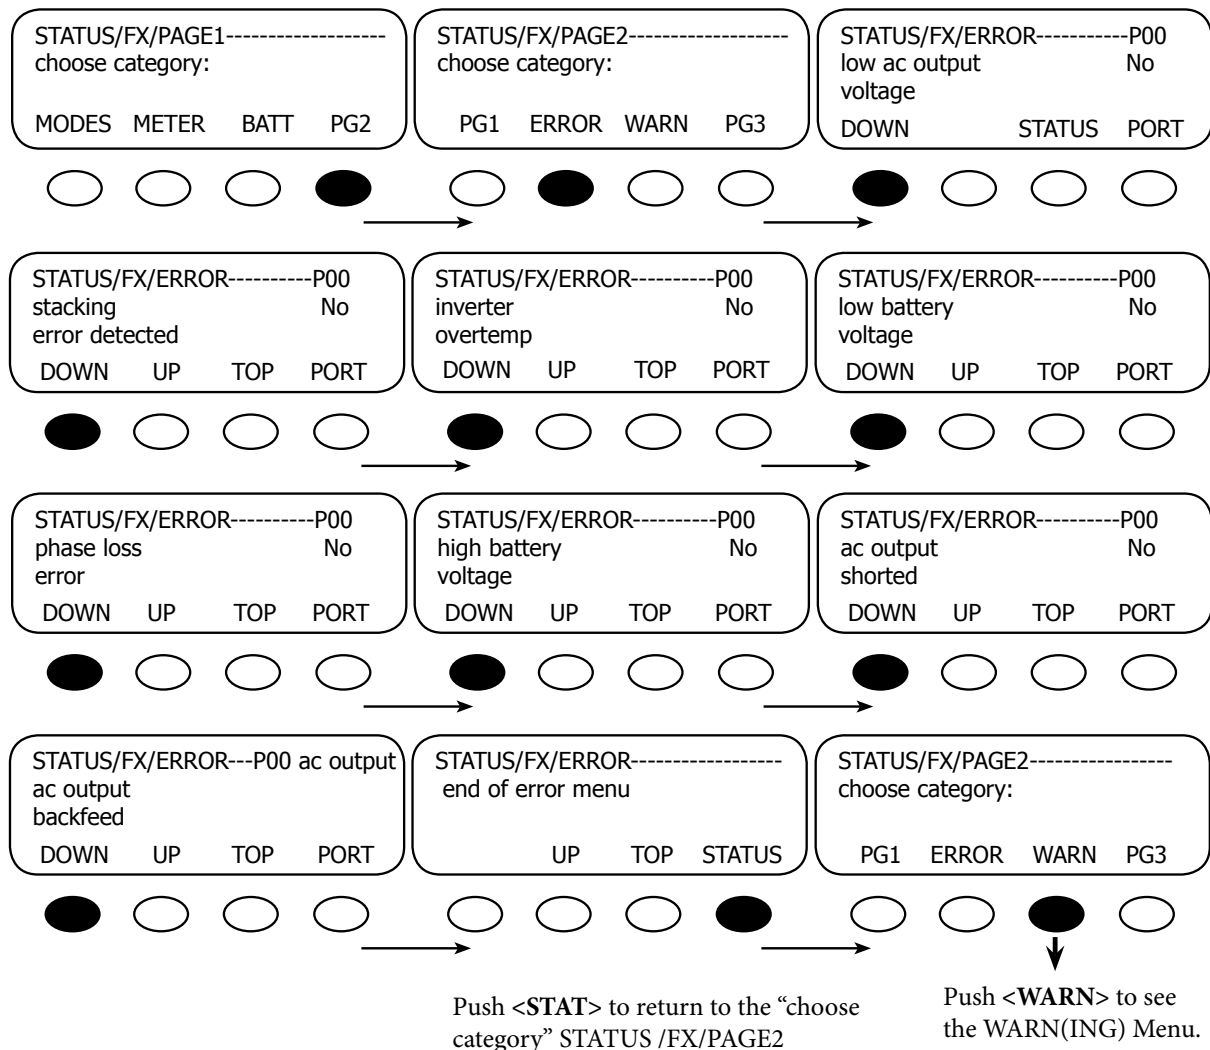 STATUS/FX/PAGE1-------------------
choose category:
MODES METER BATT PG2
STATUS/FX/PAGE2-------------------
choose category:
PG1 ERROR WARN PG3
STATUS/FX/ERROR-----------P00
low ac output No
voltage
DOWN STATUS PORT
STATUS/FX/ERROR----------P00
stacking No
error detected
DOWN UP TOP PORT
STATUS/FX/ERROR----------P00
inverter No
overtemp
DOWN UP TOP PORT
STATUS/FX/ERROR----------P00
low battery No
voltage
DOWN UP TOP PORT
STATUS/FX/ERROR----------P00
phase loss No
error
DOWN UP TOP PORT
STATUS/FX/ERROR----------P00
high battery No
voltage
DOWN UP TOP PORT
STATUS/FX/ERROR----------P00
ac output No
shorted
DOWN UP TOP PORT
STATUS/FX/ERROR---P00 ac output
ac output
backfeed
DOWN UP TOP PORT
STATUS/FX/ERROR------------------
end of error menu
UP TOP STATUS
STATUS/FX/PAGE2-----------------
choose category:
PG1 ERROR WARN PG3
Push <STAT> to return to the “choose
category” STATUS /FX/PAGE2
Push <WARN> to see
the WARN(ING) Menu.